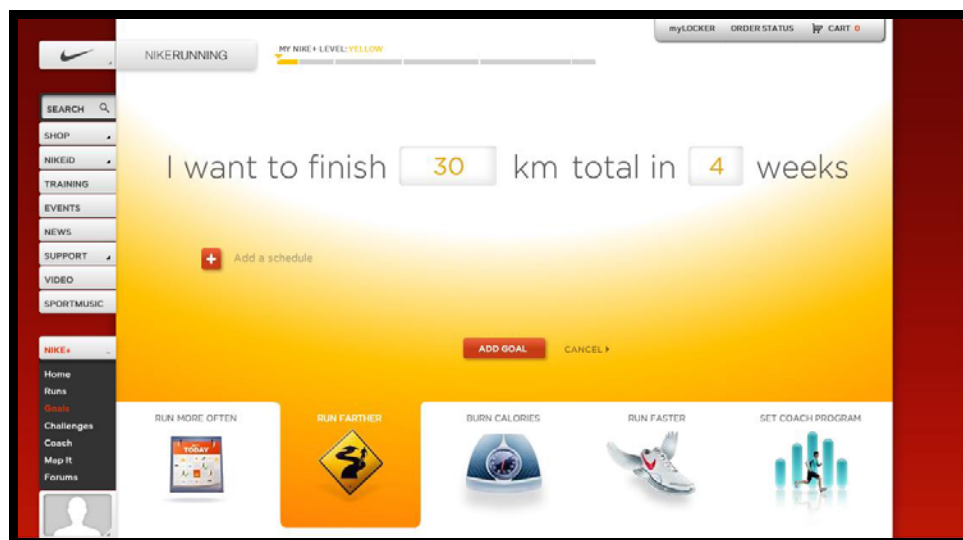 myLOCKER ORDER STATUS CART 0
NIKERUNNING
MY NIKE+ LEVEL: YELLOW
SEARCH
SHOP
NIKEiD
TRAINING
EVENTS
NEWS
SUPPORT
VIDEO
SPORTMUSIC
I want to finish 30 km total in 4 weeks
Add a schedule
ADD GOAL CANCEL
NIKE+
Home
Runs
Goals
Challenges
Coach
Map It
Forums
RUN MORE OFTEN RUN FARTHER BURN CALORIES RUN FASTER SET COACH PROGRAM
TODAY